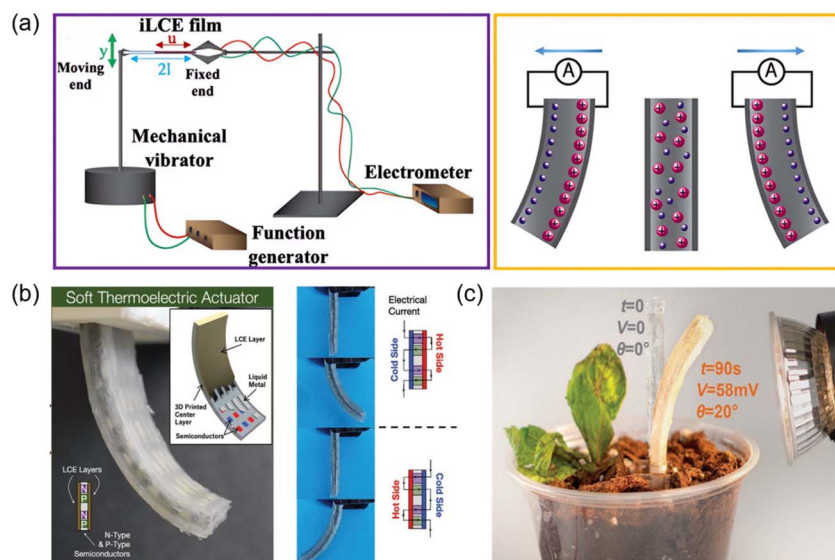 (a)
iLCE film
y
u
2l
Moving
end
Fixed
end
Mechanical
vibrator
Electrometer
Function
generator
A
A
(b)
Soft Thermoelectric Actuator
LCE Layer
Liquid
Metal
3D Printed
Center
Layer
Semiconductors
LCE Layers
N
P
N
P
N-Type
& P-Type
Semiconductors
Electrical
Current
Cold Side
Hot Side
Hot Side
Cold Side
(c)
t=0
V=0
θ=0°
t=90s
V=58mV
θ=20°